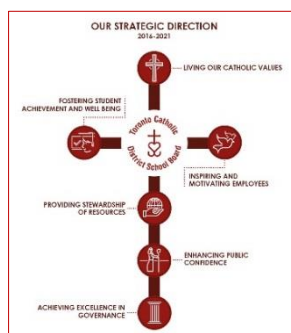 OUR STRATEGIC DIRECTION
2016-2021
LIVING OUR CATHOLIC VALUES
FOSTERING STUDENT
ACHIEVEMENT AND WELL BEING
Toronto Catholic
District School Board
INSPIRING AND
MOTIVATING EMPLOYEES
PROVIDING STEWARDSHIP
OF RESOURCES
ENHANCING PUBLIC
CONFIDENCE
ACHIEVING EXCELLENCE IN
GOVERNANCE